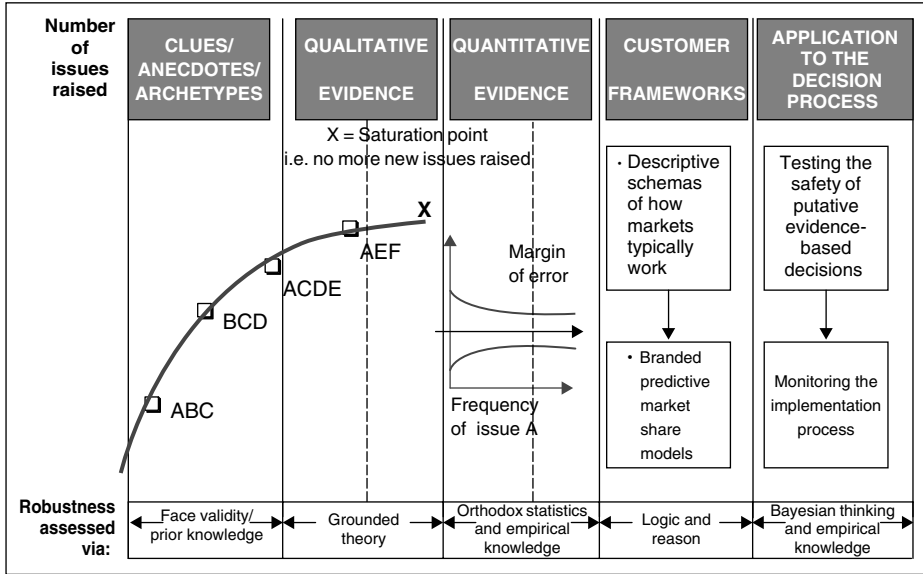 Number
of
issues
raised
CLUES/
ANECDOTES/
ARCHETYPES
QUALITATIVE
EVIDENCE
QUANTITATIVE
EVIDENCE
CUSTOMER
FRAMEWORKS
APPLICATION
TO THE
DECISION
PROCESS
X = Saturation point
i.e. no more new issues raised
X
AEF
ACDE
BCD
ABC
Margin
of error
Frequency
of issue A
· Descriptive
schemas
of how
markets
typically
work
• Branded
predictive
market
share
models
Testing the
safety of
putative
evidence-
based
decisions
Monitoring the
implementation
process
Robustness
assessed
via:
Face validity/
prior knowledge
Grounded
theory
Orthodox statistics
and empirical
knowledge
Logic and
reason
Bayesian thinking
and empirical
knowledge